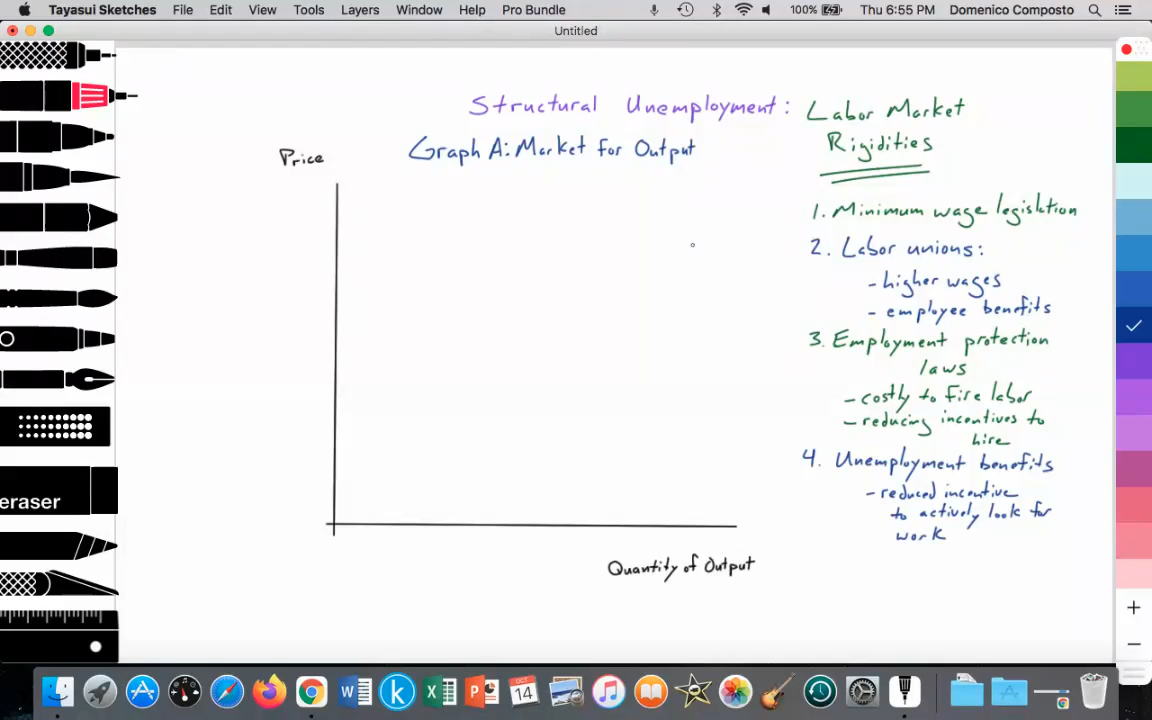 Tayasui Sketches File Edit View Tools Layers Window Help Pro Bundle 100% Thu 6:55 PM Domenico Composto
Untitled
Structural Unemployment: Labor Market
Rigidities
Graph A: Market for Output
Price
1. Minimum wage legislation
2. Labor unions:
- higher wages
- employee benefits
3. Employment protection
laws
- costly to fire labor
- reducing incentives to
hire
4. Unemployment benefits
- reduced incentive
to actively look for
work
Quantity of Output
eraser
OCT
14